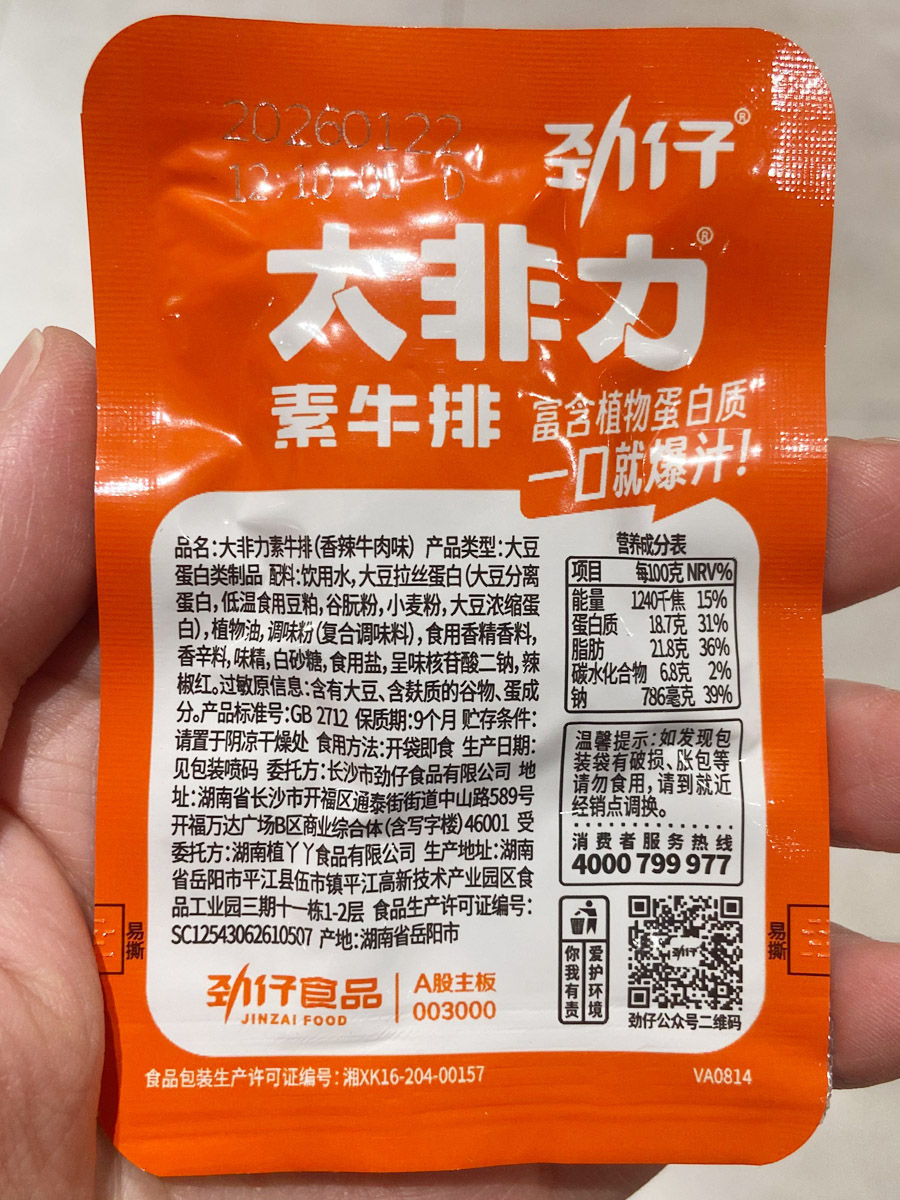 20260122
劲仔®
大非力®
素牛排
富含植物蛋白质
一口就爆汁!
品名:大非力素牛排(香辣牛肉味) 产品类型:大豆
蛋白类制品 配料:饮用水,大豆拉丝蛋白(大豆分离
蛋白,低温食用豆粕,谷朊粉,小麦粉,大豆浓缩蛋
白),植物油,调味粉(复合调味料),食用香精香料,
香辛料,味精,白砂糖,食用盐,呈味核苷酸二钠,辣
椒红。过敏原信息:含有大豆、含麸质的谷物、蛋成
分。产品标准号:GB 2712 保质期:9个月 贮存条件:
请置于阴凉干燥处 食用方法:开袋即食 生产日期:
见包装喷码 委托方:长沙市劲仔食品有限公司 地
址:湖南省长沙市开福区通泰街街道中山路589号
开福万达广场B区商业综合体(含写字楼)46001 受
委托方:湖南植丫丫食品有限公司 生产地址:湖南
省岳阳市平江县伍市镇平江高新技术产业园区食
品工业园三期十一栋1-2层 食品生产许可证编号:
SC12543062610507 产地:湖南省岳阳市
营养成分表
项目 每100克 NRV%
能量 1240千焦 15%
蛋白质 18.7克 31%
脂肪 21.8克 36%
碳水化合物 6.8克 2%
钠 786毫克 39%
温馨提示:如发现包
装袋有破损、胀包等
请勿食用,请到就近
经销点调换。
消费者服务热线
4000 799 977
你我有责
爱护环境
劲仔
劲仔公众号二维码
易撕
易撕
劲仔食品
JINZAI FOOD
A股主板
003000
食品包装生产许可证编号:湘XK16-204-00157
VA0814